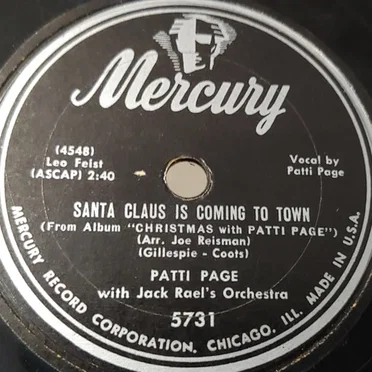 Mercury
(4548)
Leo Feist
(ASCAP) 2:40
Vocal by
Patti Page
SANTA CLAUS IS COMING TO TOWN
(From Album "CHRISTMAS with PATTI PAGE")
(Arr. Joe Reisman)
(Gillespie - Coots)
PATTI PAGE
with Jack Rael's Orchestra
5731
MERCURY RECORD CORPORATION, CHICAGO, ILL. MADE IN U.S.A.